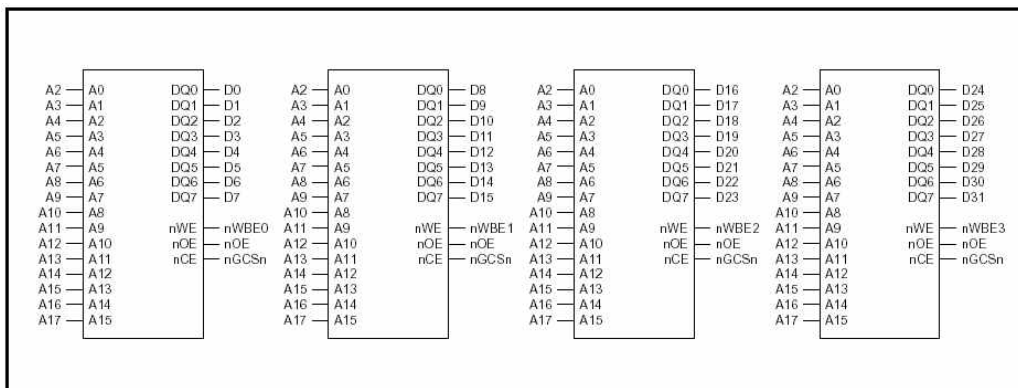 A2 A0 DQ0 D0 A2 A0 DQ0 D8 A2 A0 DQ0 D16 A2 A0 DQ0 D24
A3 A1 DQ1 D1 A3 A1 DQ1 D9 A3 A1 DQ1 D17 A3 A1 DQ1 D25
A4 A2 DQ2 D2 A4 A2 DQ2 D10 A4 A2 DQ2 D18 A4 A2 DQ2 D26
A5 A3 DQ3 D3 A5 A3 DQ3 D11 A5 A3 DQ3 D19 A5 A3 DQ3 D27
A6 A4 DQ4 D4 A6 A4 DQ4 D12 A6 A4 DQ4 D20 A6 A4 DQ4 D28
A7 A5 DQ5 D5 A7 A5 DQ5 D13 A7 A5 DQ5 D21 A7 A5 DQ5 D29
A8 A6 DQ6 D6 A8 A6 DQ6 D14 A8 A6 DQ6 D22 A8 A6 DQ6 D30
A9 A7 DQ7 D7 A9 A7 DQ7 D15 A9 A7 DQ7 D23 A9 A7 DQ7 D31
A10 A8 A10 A8 A10 A8 A10 A8
A11 A9 nWE nWBE0 A11 A9 nWE nWBE1 A11 A9 nWE nWBE2 A11 A9 nWE nWBE3
A12 A10 nOE nOE A12 A10 nOE nOE A12 A10 nOE nOE A12 A10 nOE nOE
A13 A11 nCE nGCSn A13 A11 nCE nGCSn A13 A11 nCE nGCSn A13 A11 nCE nGCSn
A14 A12 A14 A12 A14 A12 A14 A12
A15 A13 A15 A13 A15 A13 A15 A13
A16 A14 A16 A14 A16 A14 A16 A14
A17 A15 A17 A15 A17 A15 A17 A15